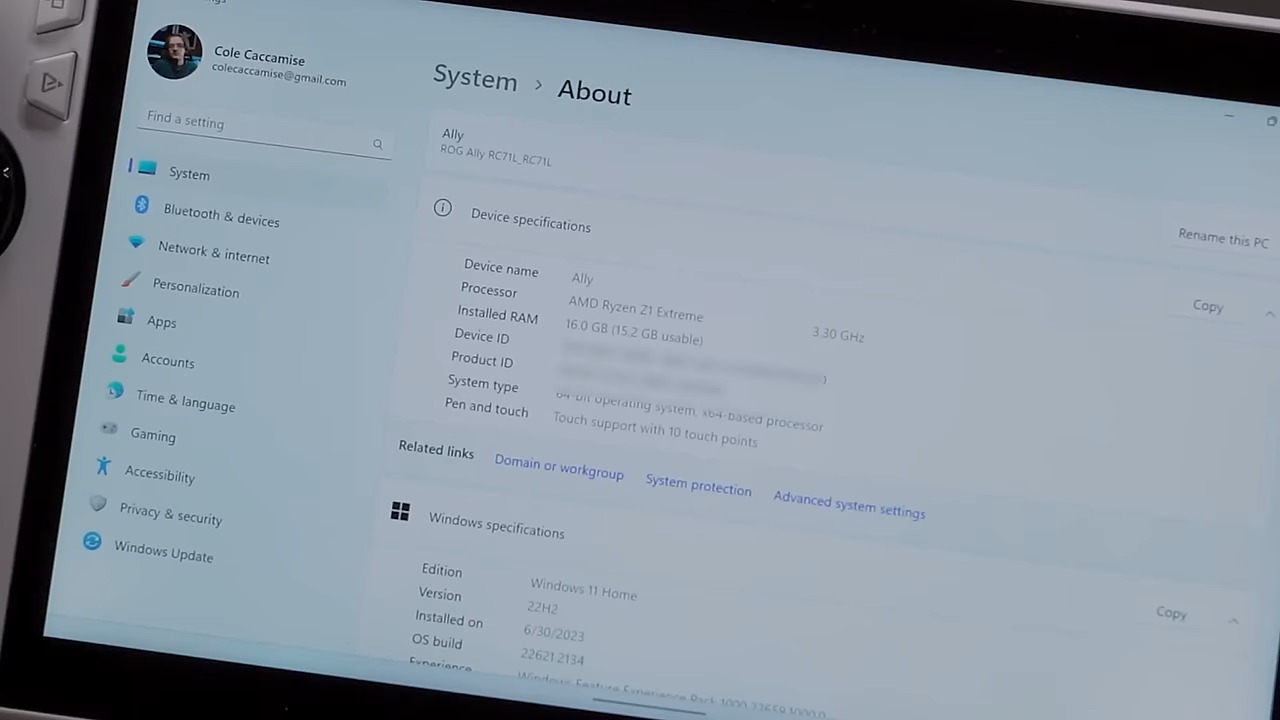 Cole Caccamise
colecaccamise@gmail.com
Find a setting
System
Bluetooth & devices
Network & internet
Personalization
Apps
Accounts
Time & language
Gaming
Accessibility
Privacy & security
Windows Update
System > About
Ally
ROG Ally RC71L_RC71L
Rename this PC
Device specifications
Copy
Device name Ally
Processor AMD Ryzen Z1 Extreme 3.30 GHz
Installed RAM 16.0 GB (15.2 GB usable)
Device ID
Product ID
System type 64-bit operating system, x64-based processor
Pen and touch Touch support with 10 touch points
Related links Domain or workgroup System protection Advanced system settings
Windows specifications
Copy
Edition Windows 11 Home
Version 22H2
Installed on 6/30/2023
OS build 22621.2134
Experience Windows Feature Experience Pack